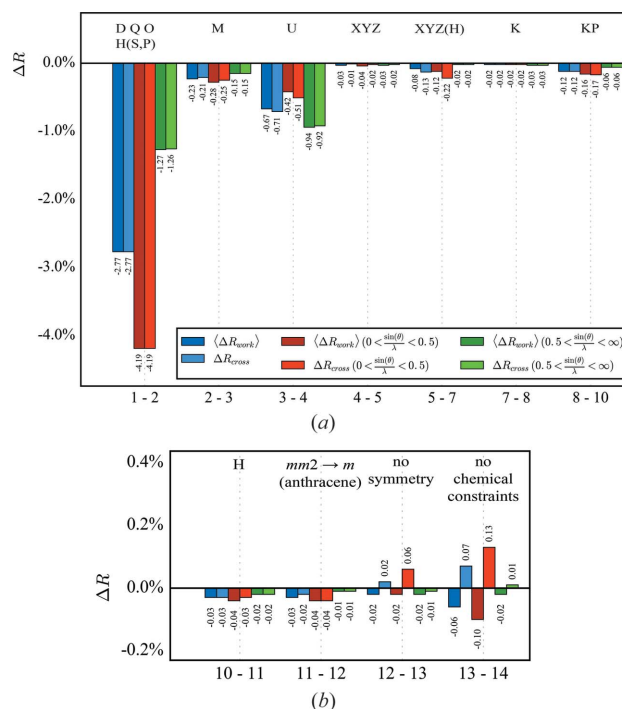 D Q O M U XYZ XYZ(H) K KP
H(S,P)
ΔR
0.0%
-1.0%
-2.0%
-3.0%
-4.0%
-2.77 -2.77 -4.19 -4.19 -1.27 -1.26
-0.23 -0.21 -0.28 -0.25 -0.15 -0.15
-0.67 -0.71 -0.42 -0.51 -0.94 -0.92
-0.03 -0.01 -0.04 -0.02 -0.03 -0.02
-0.08 -0.13 -0.12 -0.22 -0.02 -0.02
-0.02 -0.02 -0.02 -0.02 -0.03 -0.03
-0.12 -0.12 -0.16 -0.17 -0.06 -0.06
⟨ΔR_work⟩ ⟨ΔR_work⟩ (0 < sin(θ)/λ < 0.5) ⟨ΔR_work⟩ (0.5 < sin(θ)/λ < ∞)
ΔR_cross ΔR_cross (0 < sin(θ)/λ < 0.5) ΔR_cross (0.5 < sin(θ)/λ < ∞)
1 - 2 2 - 3 3 - 4 4 - 5 5 - 7 7 - 8 8 - 10
(a)
H mm2 → m no no
(anthracene) symmetry chemical
constraints
ΔR
0.4%
0.2%
0.0%
-0.2%
-0.03 -0.03 -0.04 -0.03 -0.02 -0.02
-0.03 -0.02 -0.04 -0.04 -0.01 -0.01
-0.02 0.02 -0.02 0.06 -0.02 -0.01
-0.06 0.07 -0.10 0.13 -0.02 0.01
10 - 11 11 - 12 12 - 13 13 - 14
(b)